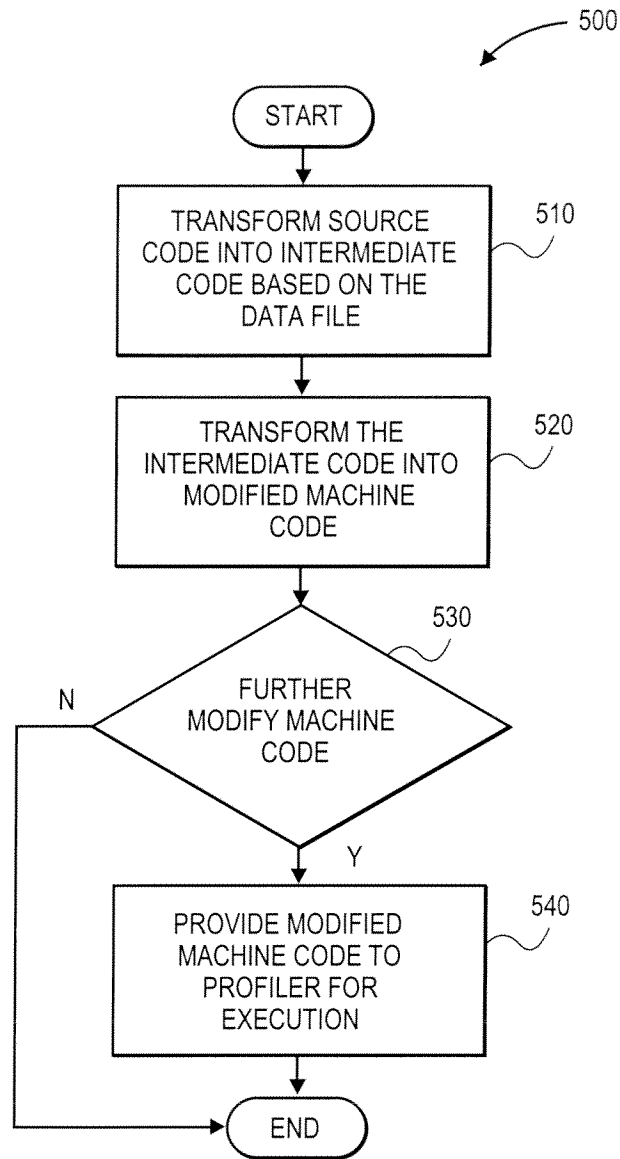 500
START
TRANSFORM SOURCE
CODE INTO INTERMEDIATE
CODE BASED ON THE
DATA FILE
510
TRANSFORM THE
INTERMEDIATE CODE INTO
MODIFIED MACHINE
CODE
520
530
FURTHER
MODIFY MACHINE
CODE
N
Y
PROVIDE MODIFIED
MACHINE CODE TO
PROFILER FOR
EXECUTION
540
END